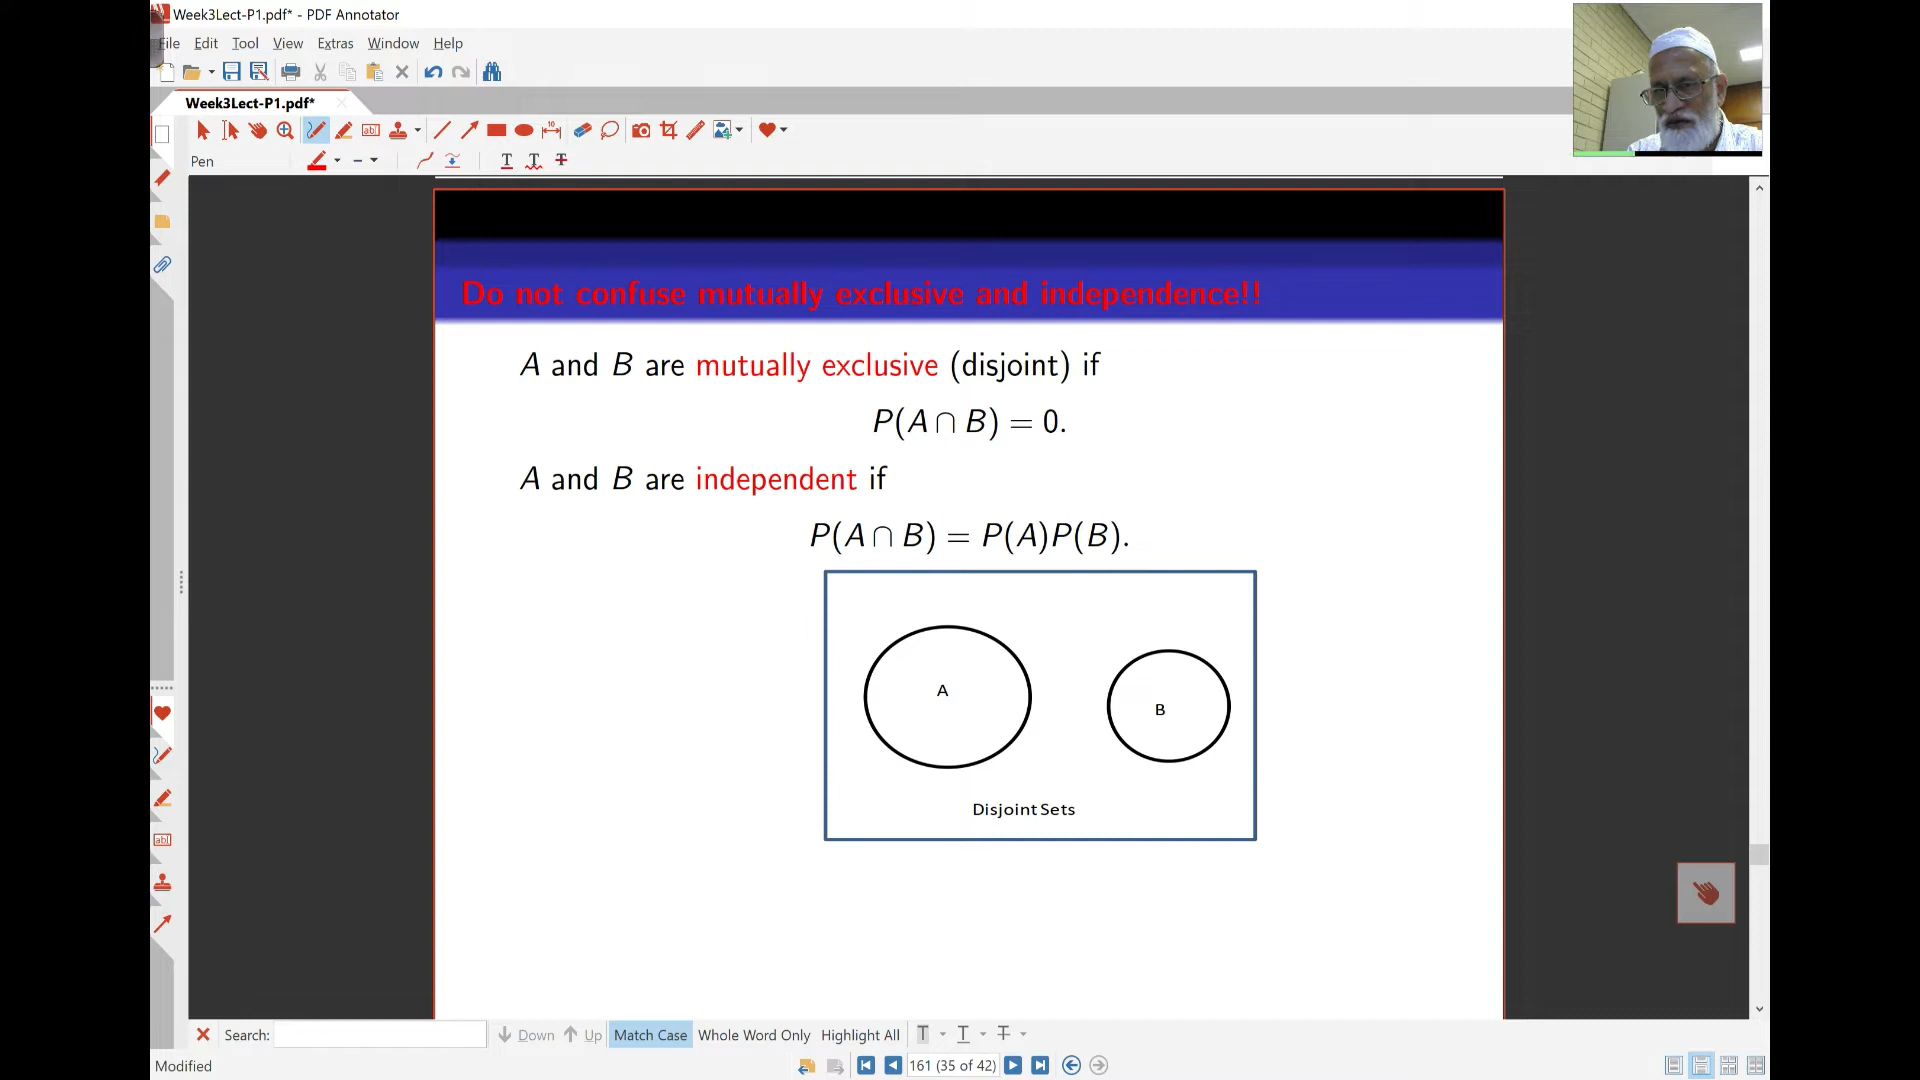 Week3Lect-P1.pdf* - PDF Annotator
File Edit Tool View Extras Window Help
Week3Lect-P1.pdf*
Pen
Do not confuse mutually exclusive and independence!!
A and B are mutually exclusive (disjoint) if
P(A ∩ B) = 0.
A and B are independent if
P(A ∩ B) = P(A)P(B).
A
B
Disjoint Sets
Search: Down Up Match Case Whole Word Only Highlight All
Modified
161 (35 of 42)